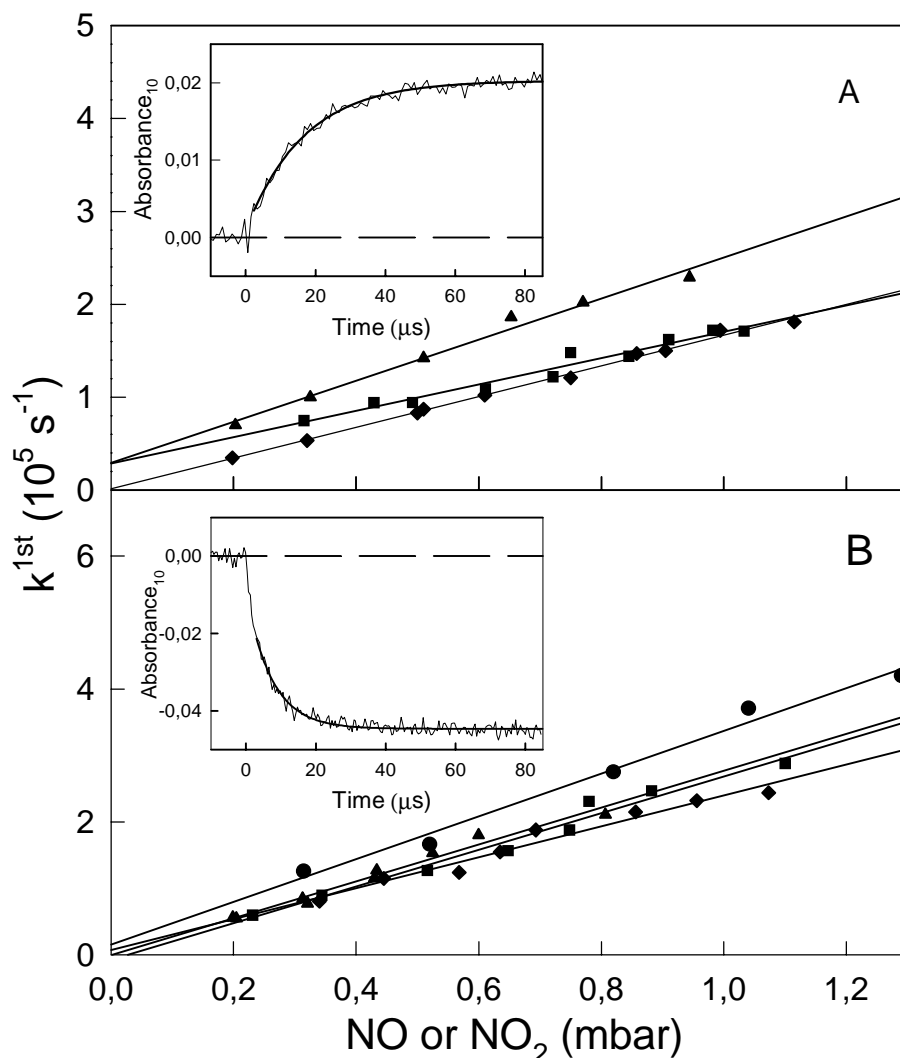 5
4
3
2
1
0
A
0,02
0,01
0,00
Absorbance₁₀
0 20 40 60 80
Time (μs)
k¹ˢᵗ (10⁵ s⁻¹)
6
4
2
0
B
0,00
-0,02
-0,04
Absorbance₁₀
0 20 40 60 80
Time (μs)
0,0 0,2 0,4 0,6 0,8 1,0 1,2
NO or NO₂ (mbar)